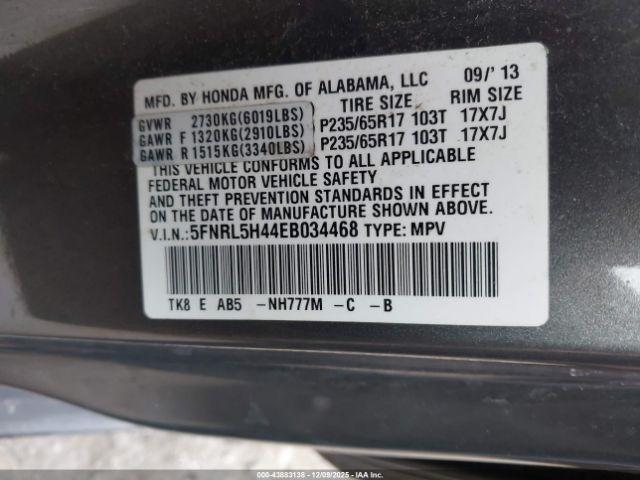 MFD. BY HONDA MFG. OF ALABAMA, LLC 09/' 13
TIRE SIZE RIM SIZE
GVWR 2730KG(6019LBS)
GAWR F 1320KG(2910LBS) P235/65R17 103T 17X7J
GAWR R 1515KG(3340LBS) P235/65R17 103T 17X7J
THIS VEHICLE CONFORMS TO ALL APPLICABLE
FEDERAL MOTOR VEHICLE SAFETY
AND THEFT PREVENTION STANDARDS IN EFFECT
ON THE DATE OF MANUFACTURE SHOWN ABOVE.
V.I.N.:5FNRL5H44EB034468 TYPE: MPV
TK8 E AB5 -NH777M -C -B
000-43883138 - 12/09/2025 - IAAI, Inc.